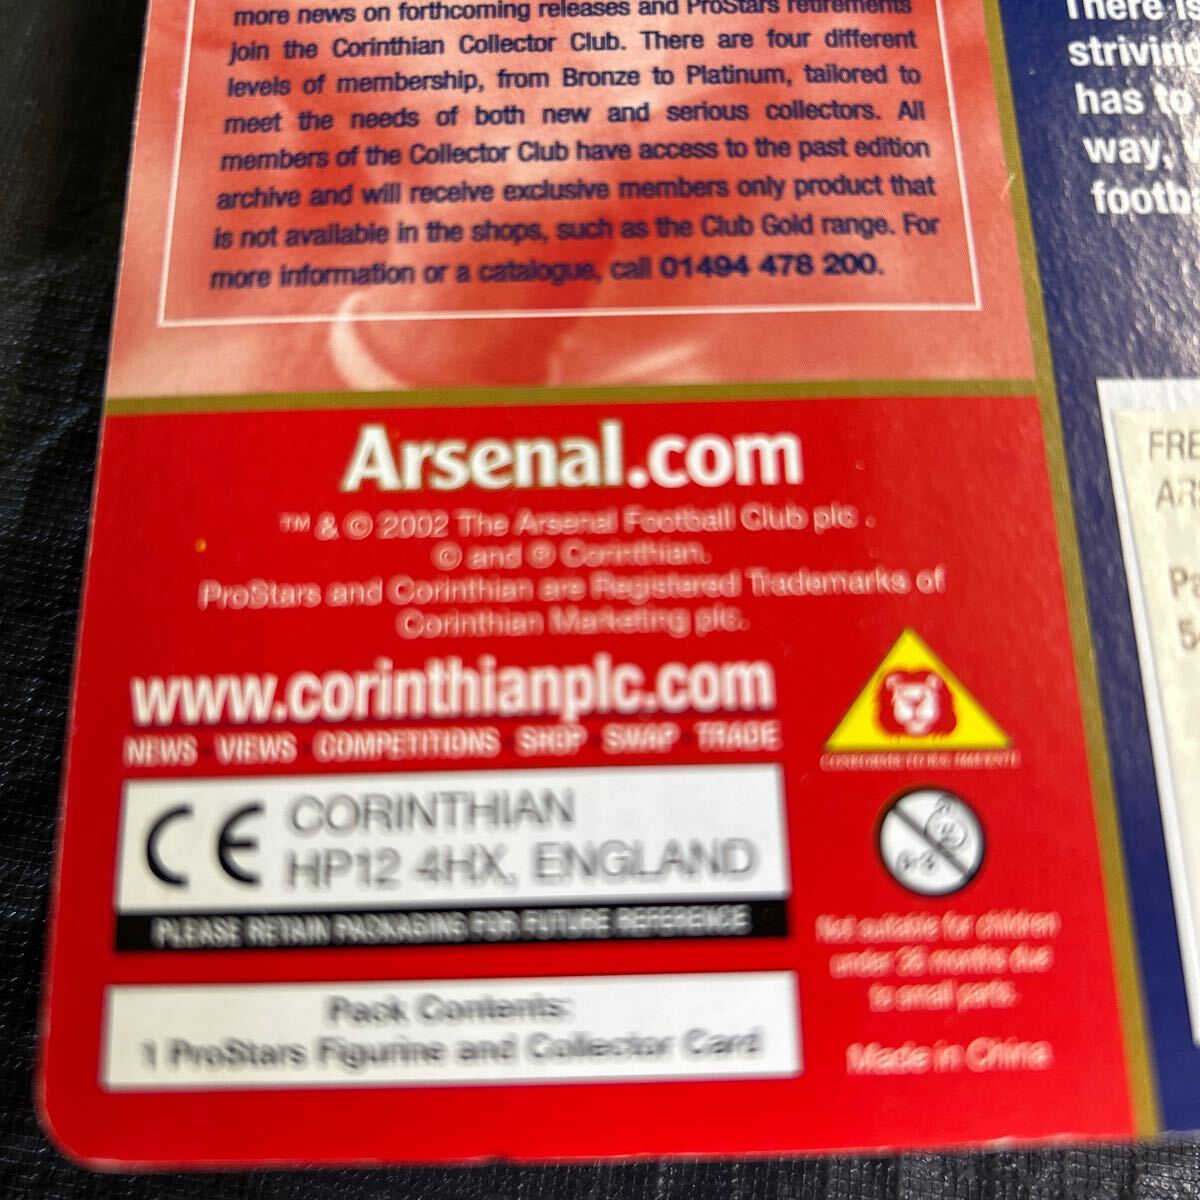 more news on forthcoming releases and ProStars retirements
join the Corinthian Collector Club. There are four different
levels of membership, from Bronze to Platinum, tailored to
meet the needs of both new and serious collectors. All
members of the Collector Club have access to the past edition
archive and will receive exclusive members only product that
is not available in the shops, such as the Club Gold range. For
more information or a catalogue, call 01494 478 200.
Arsenal.com
™ & © 2002 The Arsenal Football Club plc .
© and ® Corinthian.
ProStars and Corinthian are Registered Trademarks of
Corinthian Marketing plc.
www.corinthianplc.com
NEWS VIEWS COMPETITIONS SHOP SWAP TRADE
CE CORINTHIAN
HP12 4HX, ENGLAND
PLEASE RETAIN PACKAGING FOR FUTURE REFERENCE
Pack Contents:
1 ProStars Figurine and Collector Card
0-3
Not suitable for children
under 36 months due
to small parts.
Made in China
There is
striving
has to
way,
footb
FRE
AR
5